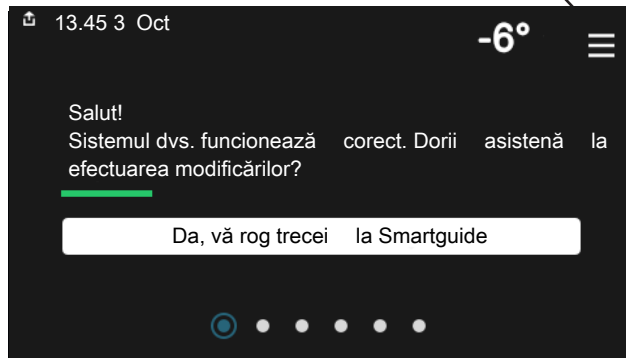 13.45 3 Oct
-6°
Salut!
Sistemul dvs. funcionează corect. Dorii asistenă la
efectuarea modificărilor?
Da, vă rog trecei la Smartguide